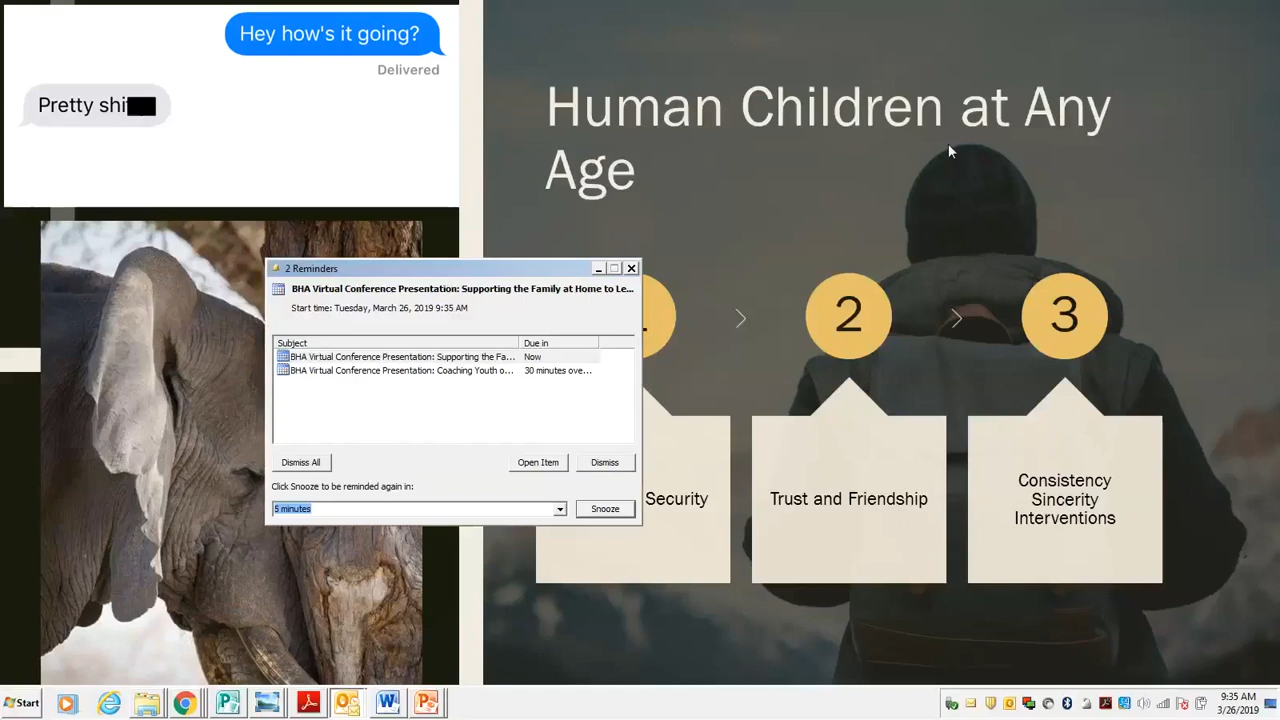 Hey how's it going?
Delivered
Pretty shi
Human Children at Any
Age
2 Reminders
BHA Virtual Conference Presentation: Supporting the Family at Home to Le...
Start time: Tuesday, March 26, 2019 9:35 AM
Subject Due in
BHA Virtual Conference Presentation: Supporting the Fa... Now
BHA Virtual Conference Presentation: Coaching Youth o... 30 minutes ove...
Dismiss All Open Item Dismiss
Click Snooze to be reminded again in:
5 minutes Snooze
2 3
Security
Trust and Friendship
Consistency
Sincerity
Interventions
Start
9:35 AM
3/26/2019